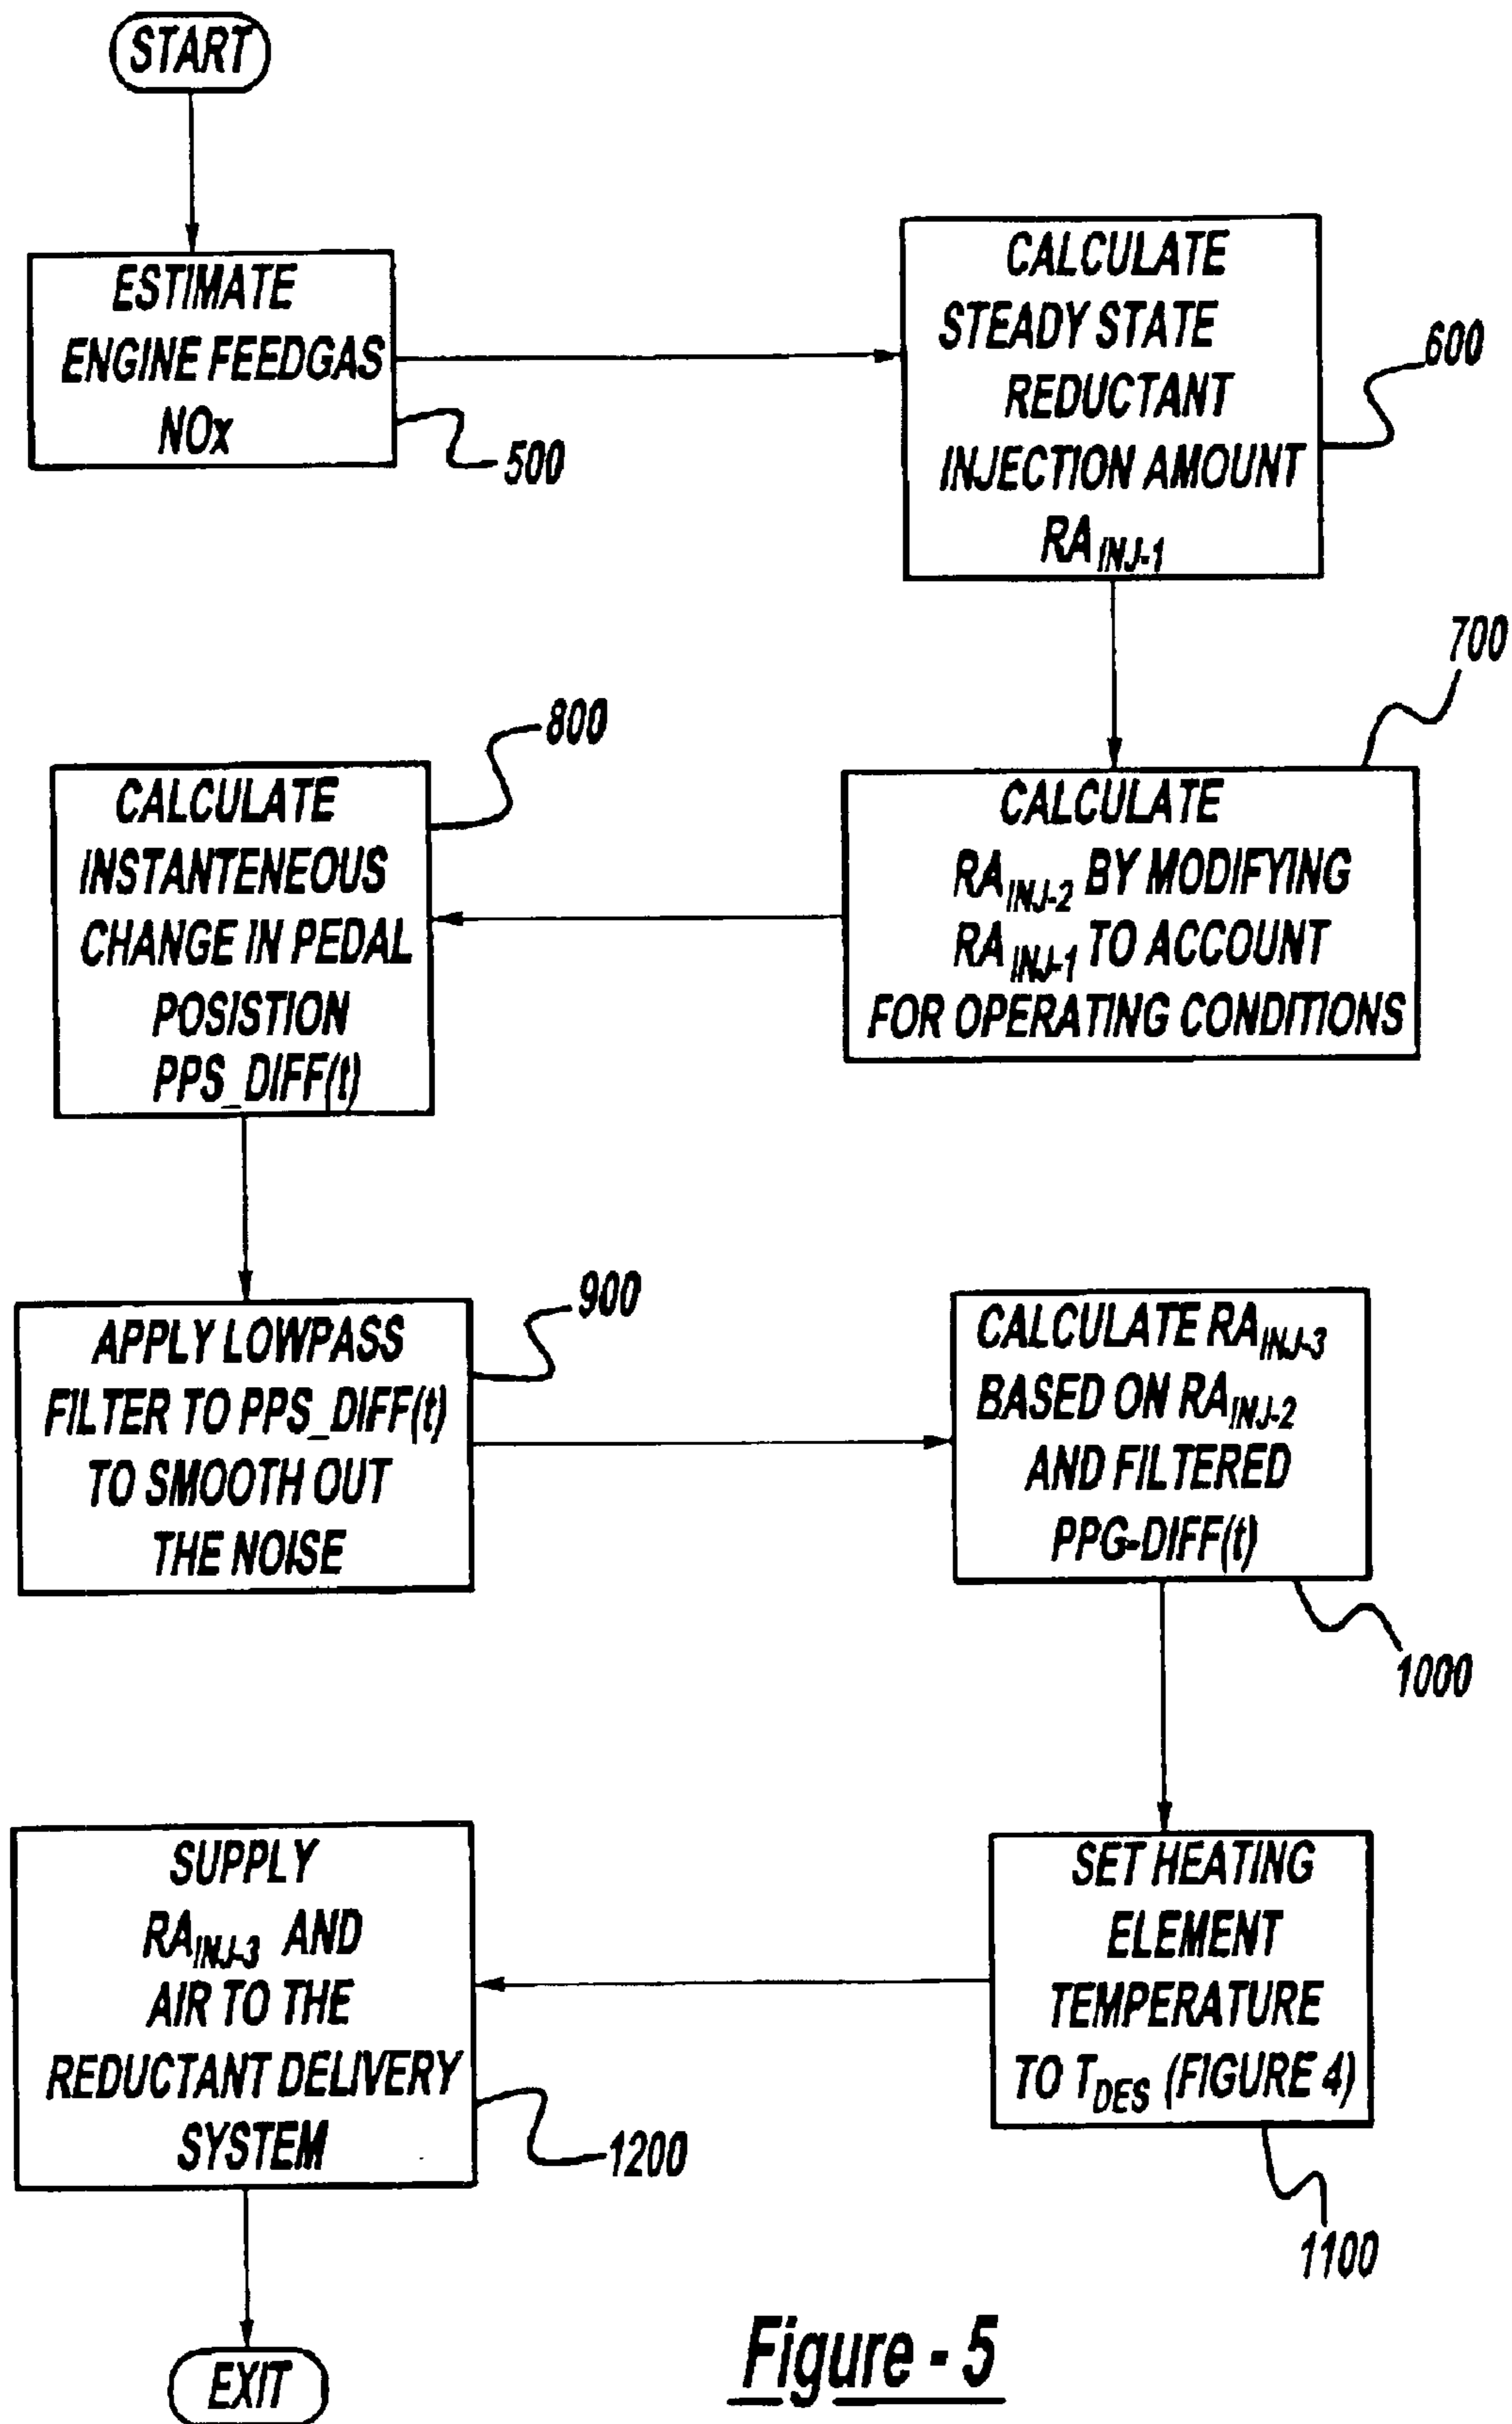 START
ESTIMATE
ENGINE FEEDGAS
NOx
500
CALCULATE
STEADY STATE
REDUCTANT
INJECTION AMOUNT
RA INJ-1
600
700
CALCULATE
RA INJ-2 BY MODIFYING
RA INJ-1 TO ACCOUNT
FOR OPERATING CONDITIONS
800
CALCULATE
INSTANTENEOUS
CHANGE IN PEDAL
POSISTION
PPS_DIFF(t)
900
APPLY LOWPASS
FILTER TO PPS_DIFF(t)
TO SMOOTH OUT
THE NOISE
CALCULATE RA INJ-3
BASED ON RA INJ-2
AND FILTERED
PPG-DIFF(t)
1000
SET HEATING
ELEMENT
TEMPERATURE
TO TDES (FIGURE 4)
1100
SUPPLY
RA INJ-3 AND
AIR TO THE
REDUCTANT DELIVERY
SYSTEM
1200
EXIT
Figure - 5